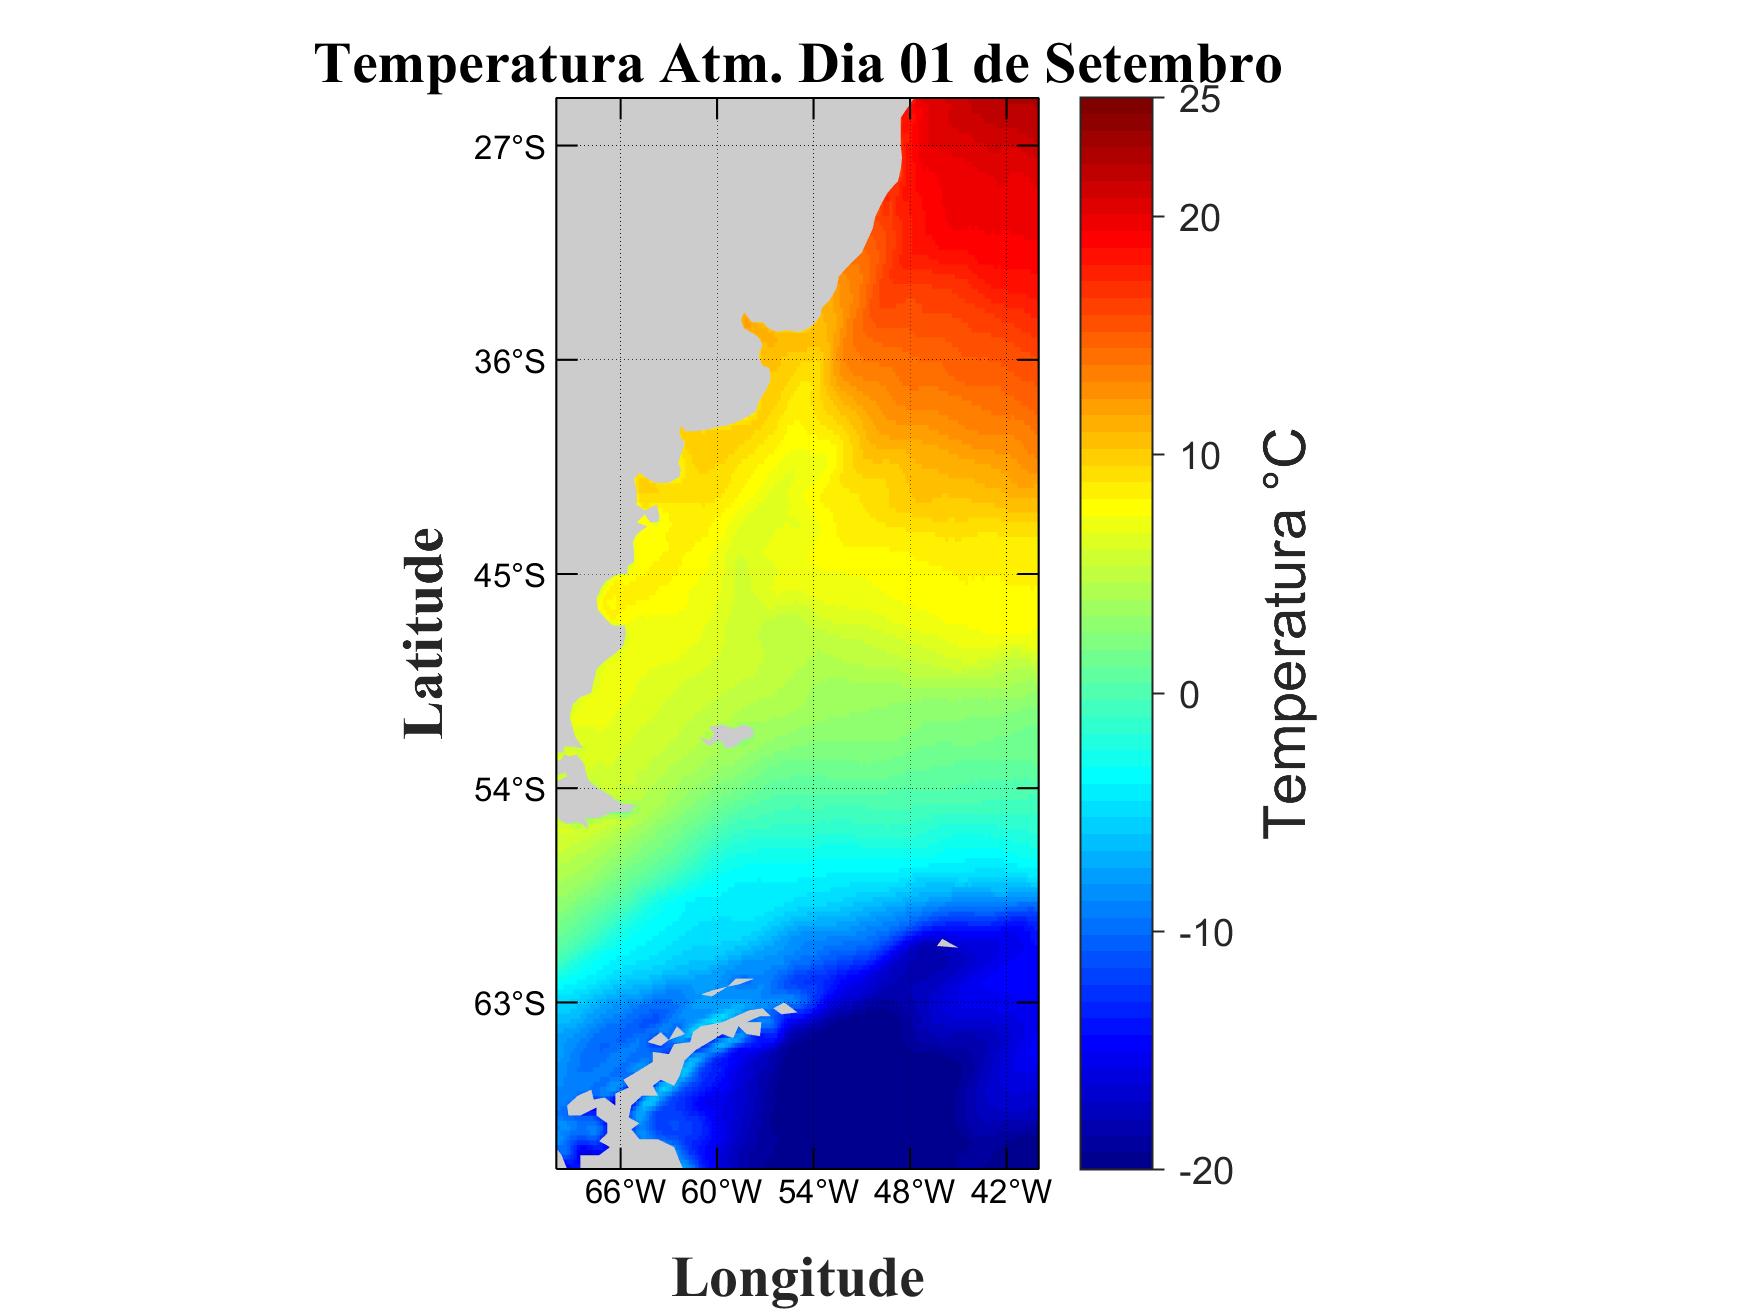 Temperatura Atm. Dia 01 de Setembro
27°S
36°S
45°S
54°S
63°S
Latitude
66°W 60°W 54°W 48°W 42°W
Longitude
25
20
10
0
-10
-20
Temperatura °C